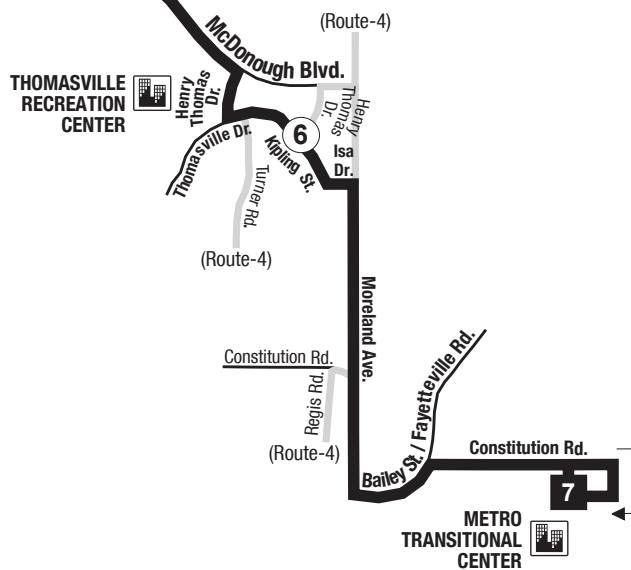 (Route-4)
McDonough Blvd.
THOMASVILLE
RECREATION
CENTER
Henry
Thomas
Dr.
Henry
Thomas
Dr.
6
Isa
Dr.
Thomasville Dr.
Kipling St.
Turner Rd.
(Route-4)
Moreland Ave.
Constitution Rd.
Regis Rd.
(Route-4)
Bailey St. / Fayetteville Rd.
Constitution Rd.
7
METRO
TRANSITIONAL
CENTER